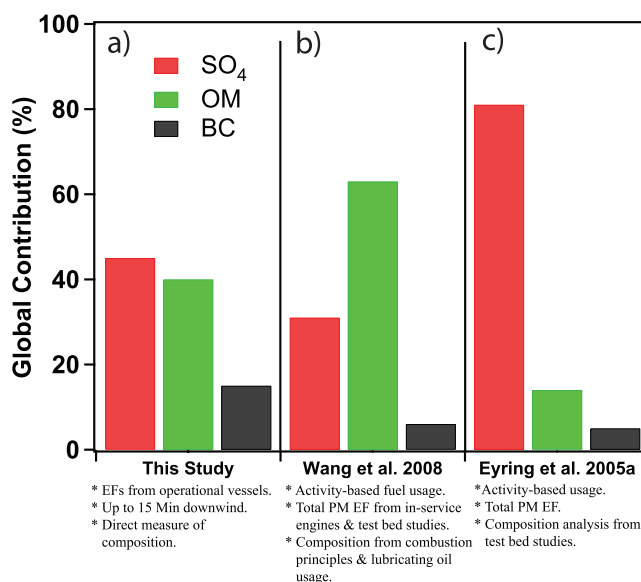 100
80
60
40
20
0
Global Contribution (%)
a)
b)
c)
SO4
OM
BC
This Study
* EFs from operational vessels.
* Up to 15 Min downwind.
* Direct measure of
composition.
Wang et al. 2008
* Activity-based fuel usage.
* Total PM EF from in-service
engines & test bed studies.
* Composition from combustion
principles & lubricating oil
usage.
Eyring et al. 2005a
*Activity-based usage.
* Total PM EF.
* Composition analysis from
test bed studies.